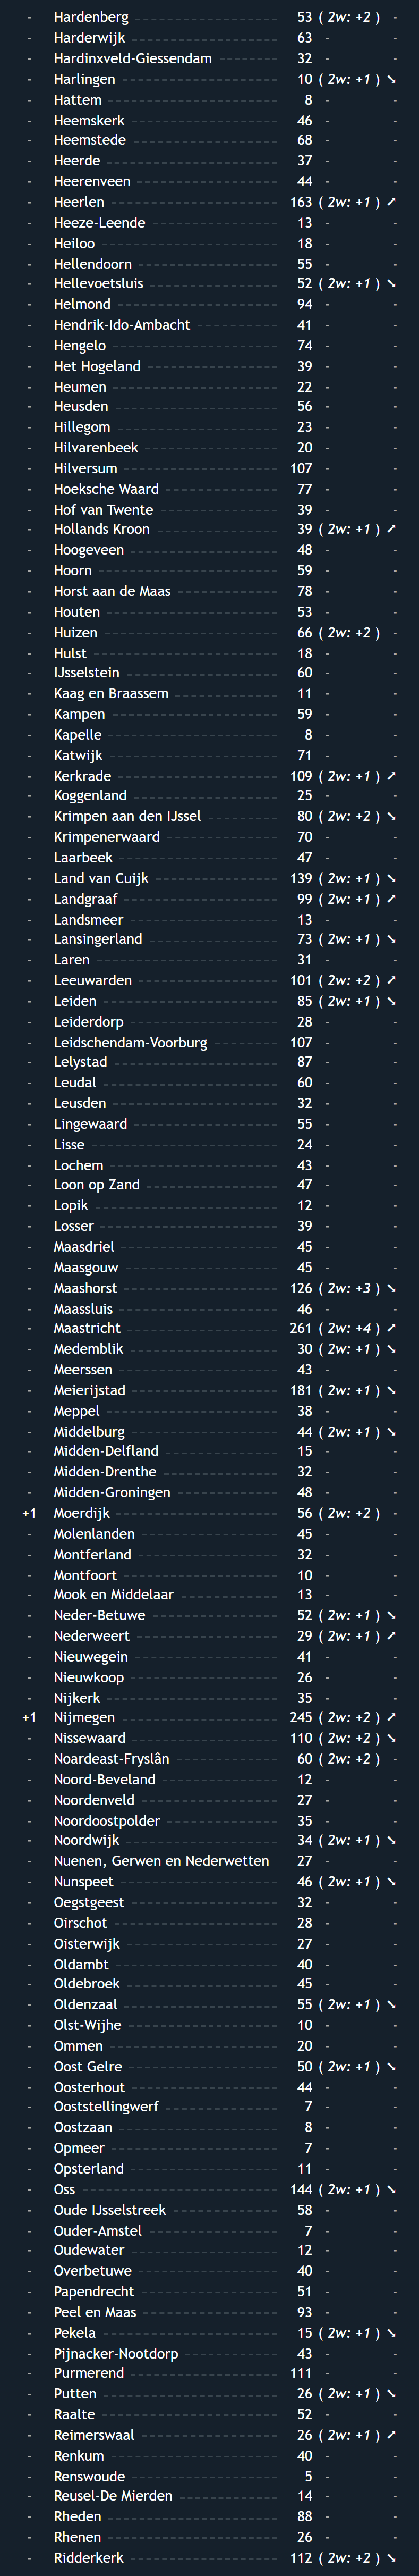 - Hardenberg 53 ( 2w: +2 ) -
- Harderwijk 63 - -
- Hardinxveld-Giessendam 32 - -
- Harlingen 10 ( 2w: +1 ) ➘
- Hattem 8 - -
- Heemskerk 46 - -
- Heemstede 68 - -
- Heerde 37 - -
- Heerenveen 44 - -
- Heerlen 163 ( 2w: +1 ) ➚
- Heeze-Leende 13 - -
- Heiloo 18 - -
- Hellendoorn 55 - -
- Hellevoetsluis 52 ( 2w: +1 ) ➘
- Helmond 94 - -
- Hendrik-Ido-Ambacht 41 - -
- Hengelo 74 - -
- Het Hogeland 39 - -
- Heumen 22 - -
- Heusden 56 - -
- Hillegom 23 - -
- Hilvarenbeek 20 - -
- Hilversum 107 - -
- Hoeksche Waard 77 - -
- Hof van Twente 39 - -
- Hollands Kroon 39 ( 2w: +1 ) ➚
- Hoogeveen 48 - -
- Hoorn 59 - -
- Horst aan de Maas 78 - -
- Houten 53 - -
- Huizen 66 ( 2w: +2 ) -
- Hulst 18 - -
- IJsselstein 60 - -
- Kaag en Braassem 11 - -
- Kampen 59 - -
- Kapelle 8 - -
- Katwijk 71 - -
- Kerkrade 109 ( 2w: +1 ) ➚
- Koggenland 25 - -
- Krimpen aan den IJssel 80 ( 2w: +2 ) ➘
- Krimpenerwaard 70 - -
- Laarbeek 47 - -
- Land van Cuijk 139 ( 2w: +1 ) ➘
- Landgraaf 99 ( 2w: +1 ) ➚
- Landsmeer 13 - -
- Lansingerland 73 ( 2w: +1 ) ➘
- Laren 31 - -
- Leeuwarden 101 ( 2w: +2 ) ➚
- Leiden 85 ( 2w: +1 ) ➘
- Leiderdorp 28 - -
- Leidschendam-Voorburg 107 - -
- Lelystad 87 - -
- Leudal 60 - -
- Leusden 32 - -
- Lingewaard 55 - -
- Lisse 24 - -
- Lochem 43 - -
- Loon op Zand 47 - -
- Lopik 12 - -
- Losser 39 - -
- Maasdriel 45 - -
- Maasgouw 45 - -
- Maashorst 126 ( 2w: +3 ) ➘
- Maassluis 46 - -
- Maastricht 261 ( 2w: +4 ) ➚
- Medemblik 30 ( 2w: +1 ) ➘
- Meerssen 43 - -
- Meierijstad 181 ( 2w: +1 ) ➘
- Meppel 38 - -
- Middelburg 44 ( 2w: +1 ) ➘
- Midden-Delfland 15 - -
- Midden-Drenthe 32 - -
- Midden-Groningen 48 - -
+1 Moerdijk 56 ( 2w: +2 ) -
- Molenlanden 45 - -
- Montferland 32 - -
- Montfoort 10 - -
- Mook en Middelaar 13 - -
- Neder-Betuwe 52 ( 2w: +1 ) ➘
- Nederweert 29 ( 2w: +1 ) ➚
- Nieuwegein 41 - -
- Nieuwkoop 26 - -
- Nijkerk 35 - -
+1 Nijmegen 245 ( 2w: +2 ) ➚
- Nissewaard 110 ( 2w: +2 ) ➘
- Noardeast-Fryslân 60 ( 2w: +2 ) -
- Noord-Beveland 12 - -
- Noordenveld 27 - -
- Noordoostpolder 35 - -
- Noordwijk 34 ( 2w: +1 ) ➘
- Nuenen, Gerwen en Nederwetten 27 - -
- Nunspeet 46 ( 2w: +1 ) ➘
- Oegstgeest 32 - -
- Oirschot 28 - -
- Oisterwijk 27 - -
- Oldambt 40 - -
- Oldebroek 45 - -
- Oldenzaal 55 ( 2w: +1 ) ➘
- Olst-Wijhe 10 - -
- Ommen 20 - -
- Oost Gelre 50 ( 2w: +1 ) ➘
- Oosterhout 44 - -
- Ooststellingwerf 7 - -
- Oostzaan 8 - -
- Opmeer 7 - -
- Opsterland 11 - -
- Oss 144 ( 2w: +1 ) ➘
- Oude IJsselstreek 58 - -
- Ouder-Amstel 7 - -
- Oudewater 12 - -
- Overbetuwe 40 - -
- Papendrecht 51 - -
- Peel en Maas 93 - -
- Pekela 15 ( 2w: +1 ) ➘
- Pijnacker-Nootdorp 43 - -
- Purmerend 111 - -
- Putten 26 ( 2w: +1 ) ➘
- Raalte 52 - -
- Reimerswaal 26 ( 2w: +1 ) ➚
- Renkum 40 - -
- Renswoude 5 - -
- Reusel-De Mierden 14 - -
- Rheden 88 - -
- Rhenen 26 - -
- Ridderkerk 112 ( 2w: +2 ) ➘